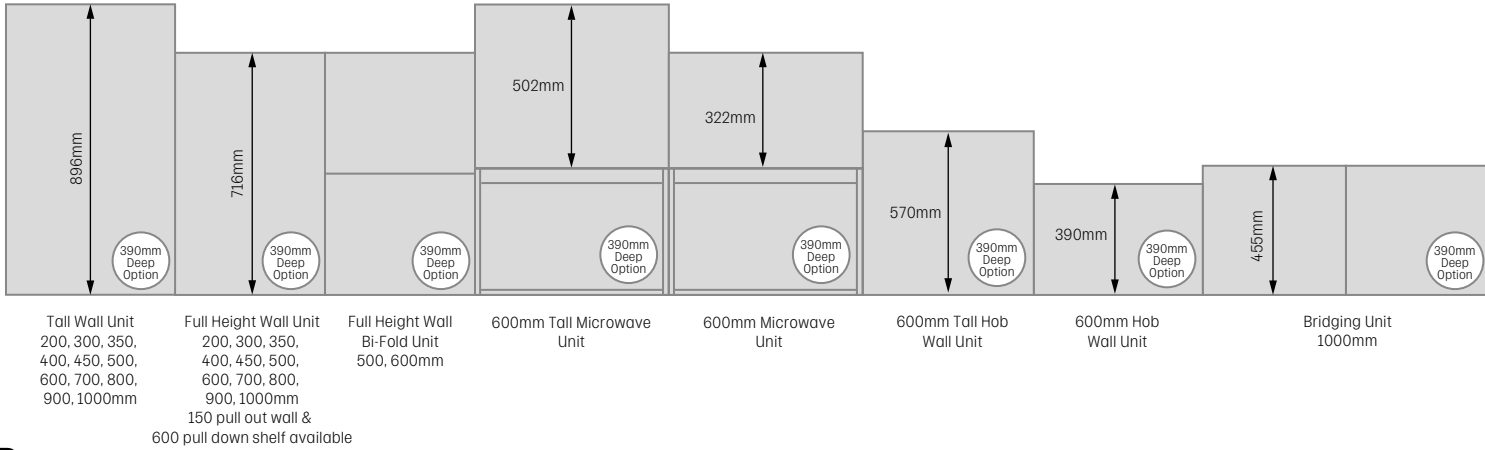 896mm
390mm
Deep
Option
716mm
390mm
Deep
Option
390mm
Deep
Option
502mm
390mm
Deep
Option
322mm
390mm
Deep
Option
570mm
390mm
Deep
Option
390mm
390mm
Deep
Option
455mm
390mm
Deep
Option
Tall Wall Unit
200, 300, 350,
400, 450, 500,
600, 700, 800,
900, 1000mm
Full Height Wall Unit
200, 300, 350,
400, 450, 500,
600, 700, 800,
900, 1000mm
150 pull out wall &
600 pull down shelf available
Full Height Wall
Bi-Fold Unit
500, 600mm
600mm Tall Microwave
Unit
600mm Microwave
Unit
600mm Tall Hob
Wall Unit
600mm Hob
Wall Unit
Bridging Unit
1000mm